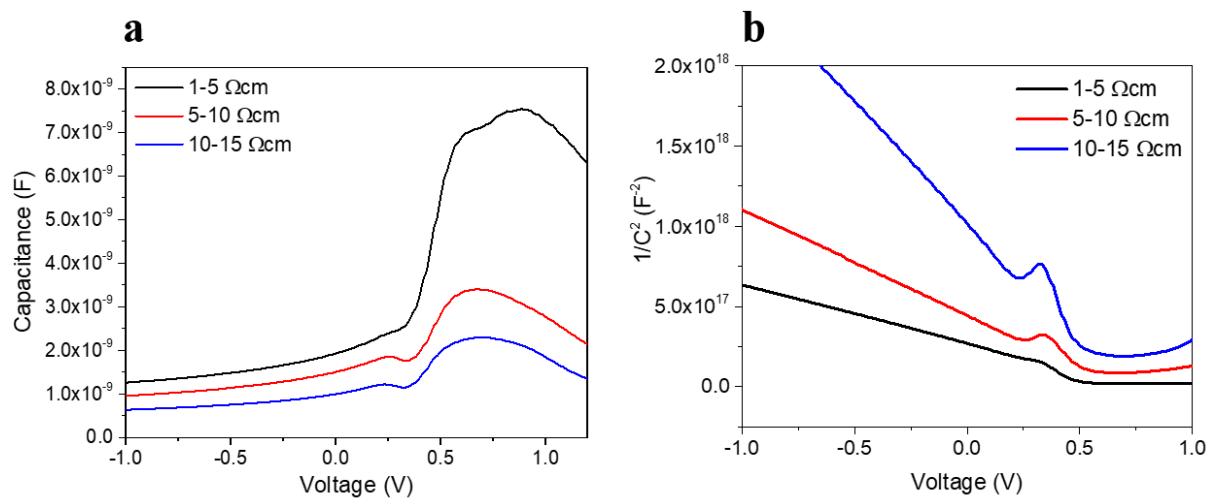 a
8.0x10⁻⁹
7.0x10⁻⁹
6.0x10⁻⁹
5.0x10⁻⁹
4.0x10⁻⁹
3.0x10⁻⁹
2.0x10⁻⁹
1.0x10⁻⁹
0.0
Capacitance (F)
1-5 Ωcm
5-10 Ωcm
10-15 Ωcm
-1.0
-0.5
0.0
0.5
1.0
Voltage (V)
b
2.0x10¹⁸
1.5x10¹⁸
1.0x10¹⁸
5.0x10¹⁷
0.0
1/C² (F⁻²)
1-5 Ωcm
5-10 Ωcm
10-15 Ωcm
-1.0
-0.5
0.0
0.5
1.0
Voltage (V)